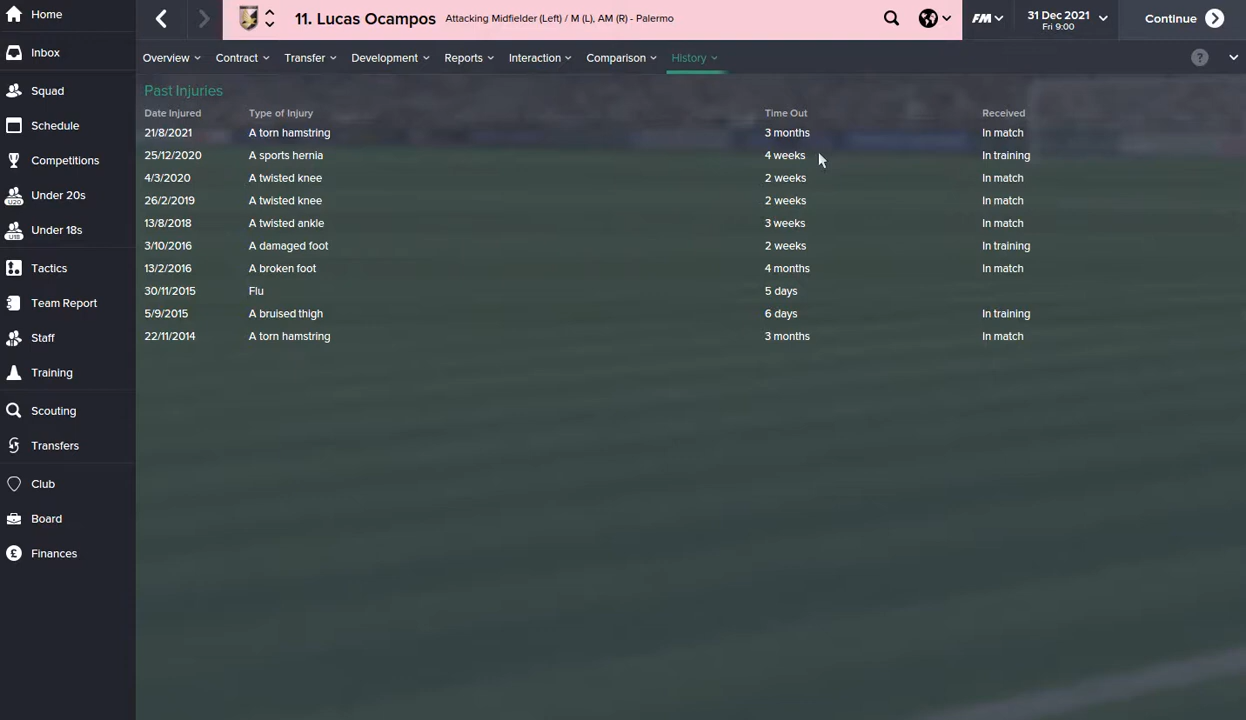 Home
11. Lucas Ocampos Attacking Midfielder (Left) / M (L), AM (R) - Palermo
FM
31 Dec 2021
Fri 9:00
Continue
Inbox
Squad
Schedule
Competitions
U20
Under 20s
U18
Under 18s
Tactics
Team Report
Staff
Training
Scouting
Transfers
Club
Board
£ Finances
Overview Contract Transfer Development Reports Interaction Comparison History ?
Past Injuries
Date Injured Type of Injury Time Out Received
21/8/2021 A torn hamstring 3 months In match
25/12/2020 A sports hernia 4 weeks In training
4/3/2020 A twisted knee 2 weeks In match
26/2/2019 A twisted knee 2 weeks In match
13/8/2018 A twisted ankle 3 weeks In match
3/10/2016 A damaged foot 2 weeks In training
13/2/2016 A broken foot 4 months In match
30/11/2015 Flu 5 days
5/9/2015 A bruised thigh 6 days In training
22/11/2014 A torn hamstring 3 months In match